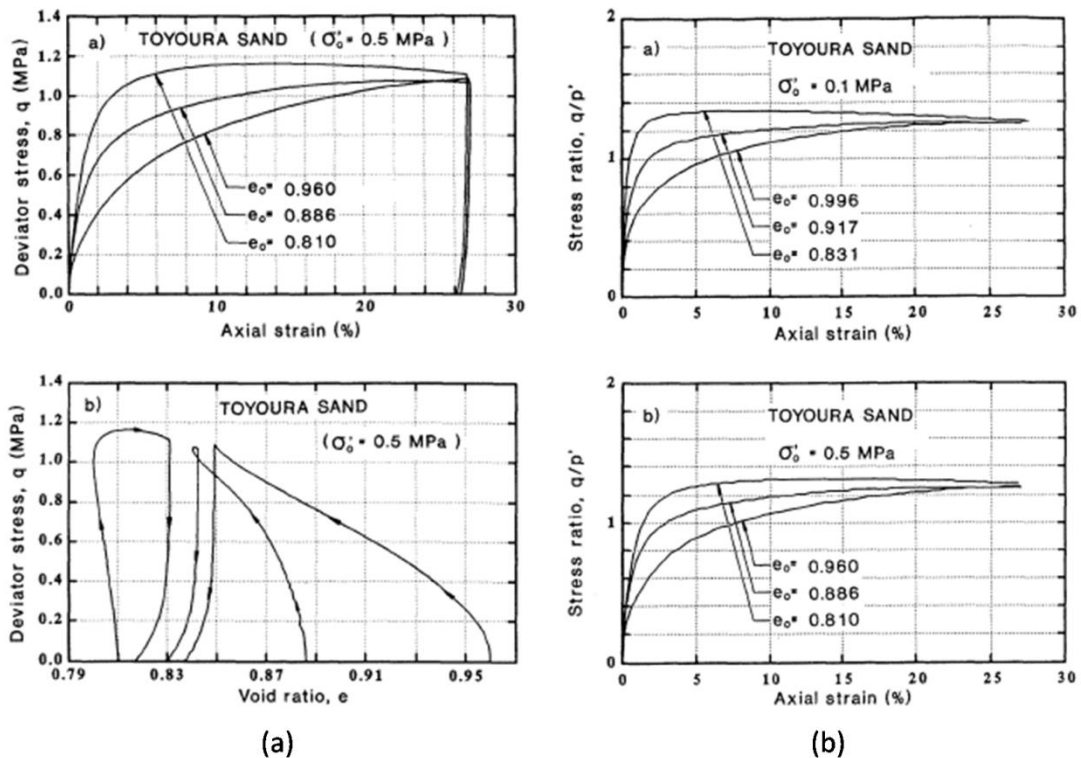 a) TOYOURA SAND ( σ₀' = 0.5 MPa )
Deviator stress, q (MPa)
1.4
1.2
1.0
0.8
0.6
0.4
0.2
0.0
e₀= 0.960
e₀= 0.886
e₀= 0.810
0 6 10 20 30
Axial strain (%)
b) TOYOURA SAND
( σ₀' = 0.5 MPa )
Deviator stress, q (MPa)
1.4
1.2
1.0
0.8
0.6
0.4
0.2
0.0
0.79 0.83 0.87 0.91 0.95
Void ratio, e
(a)
a) TOYOURA SAND
σ₀' = 0.1 MPa
Stress ratio, q/p'
2
1
0
e₀= 0.996
e₀= 0.917
e₀= 0.831
0 5 10 15 20 25 30
Axial strain (%)
b) TOYOURA SAND
σ₀' = 0.5 MPa
Stress ratio, q/p'
2
1
0
e₀= 0.960
e₀= 0.886
e₀= 0.810
0 5 10 15 20 25 30
Axial strain (%)
(b)